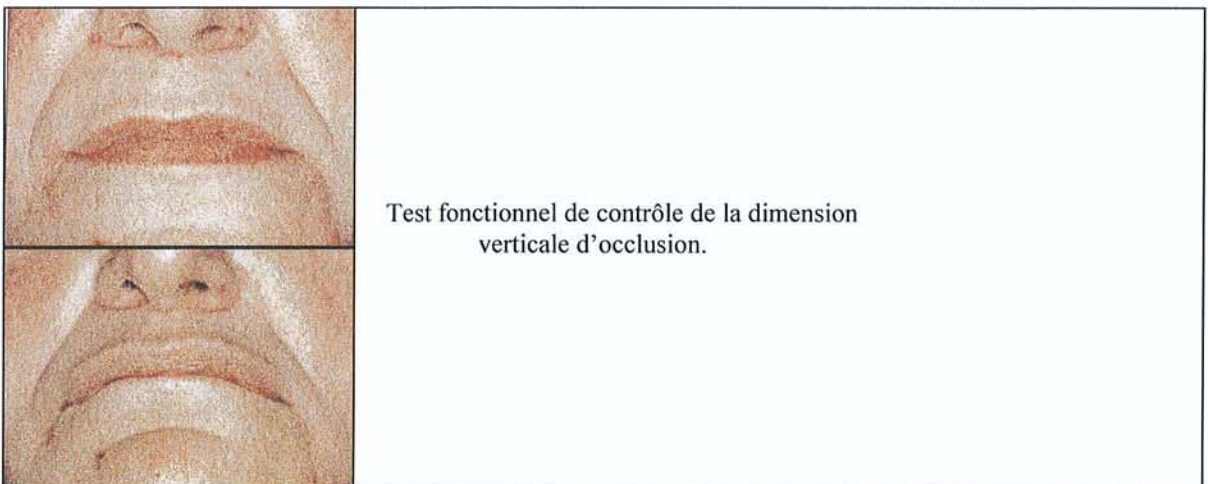 Test fonctionnel de contrôle de la dimension
verticale d’occlusion.